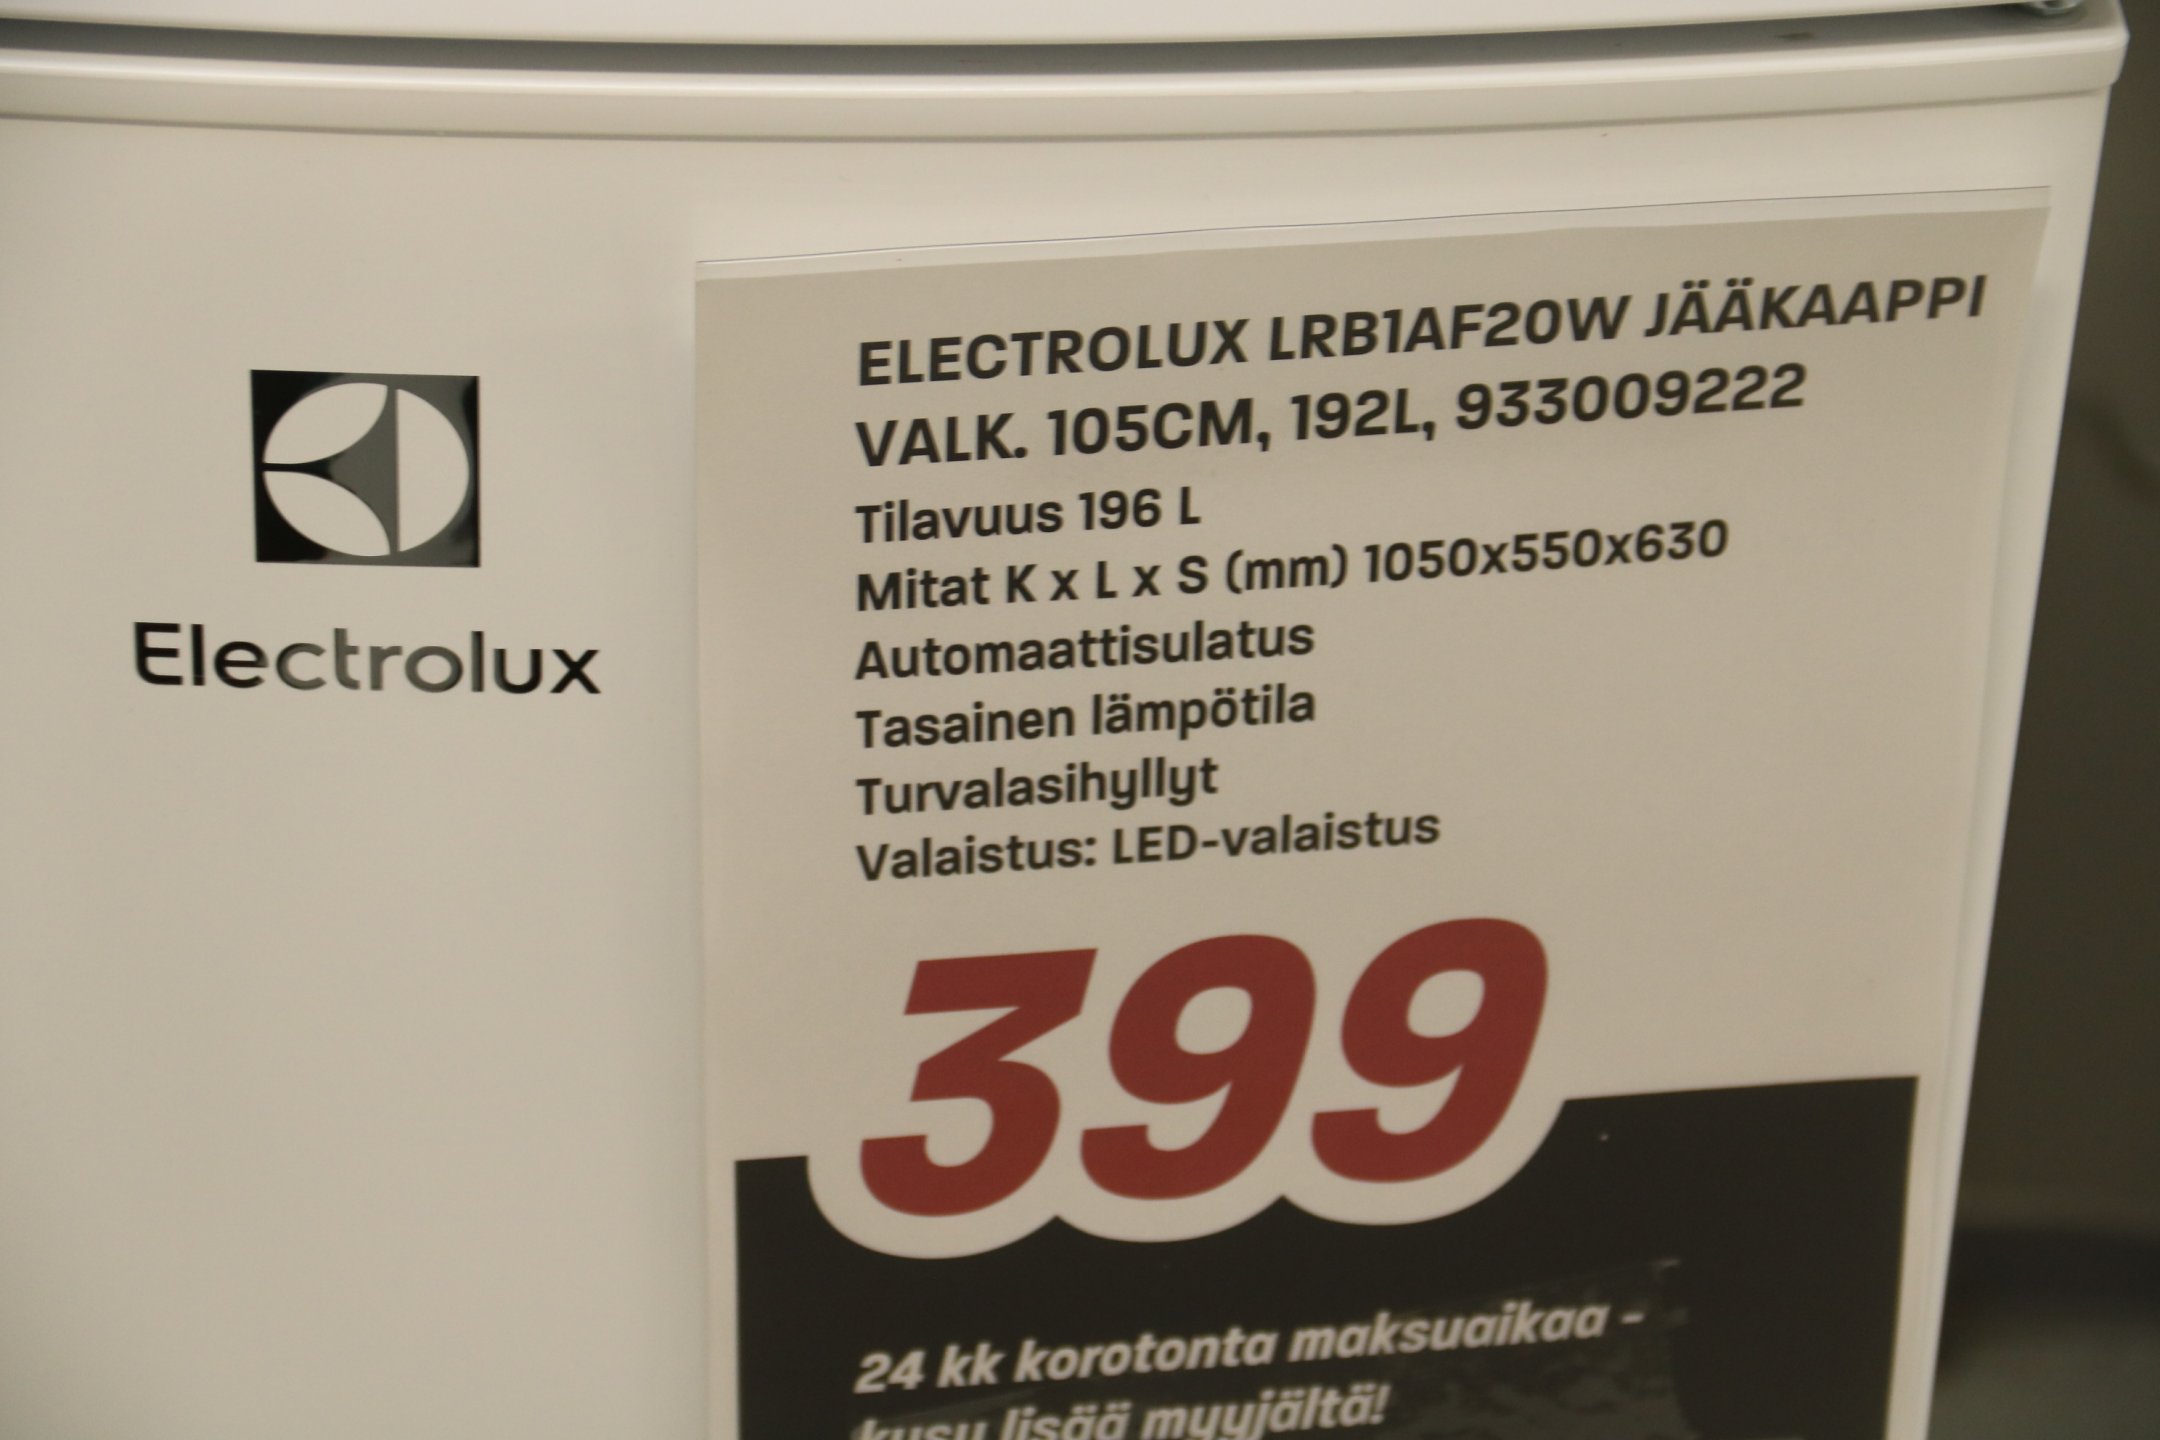 Electrolux
ELECTROLUX LRB1AF20W JÄÄKAAPPI
VALK. 105CM, 192L, 933009222
Tilavuus 196 L
Mitat K x L x S (mm) 1050x550x630
Automaattisulatus
Tasainen lämpötila
Turvalasihyllyt
Valaistus: LED-valaistus
399
24 kk korotonta maksuaikaa -
kysy lisää myyjältä!